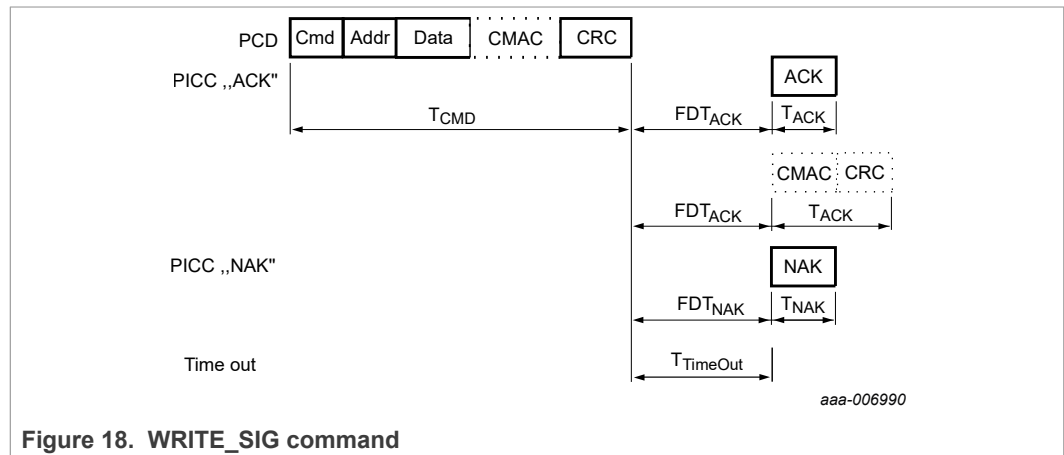 PCD Cmd Addr Data CMAC CRC
PICC ,,ACK" ACK
TCMD FDTACK TACK
CMAC CRC
FDTACK TACK
PICC ,,NAK" NAK
FDTNAK TNAK
Time out TTimeOut
aaa-006990
Figure 18. WRITE_SIG command